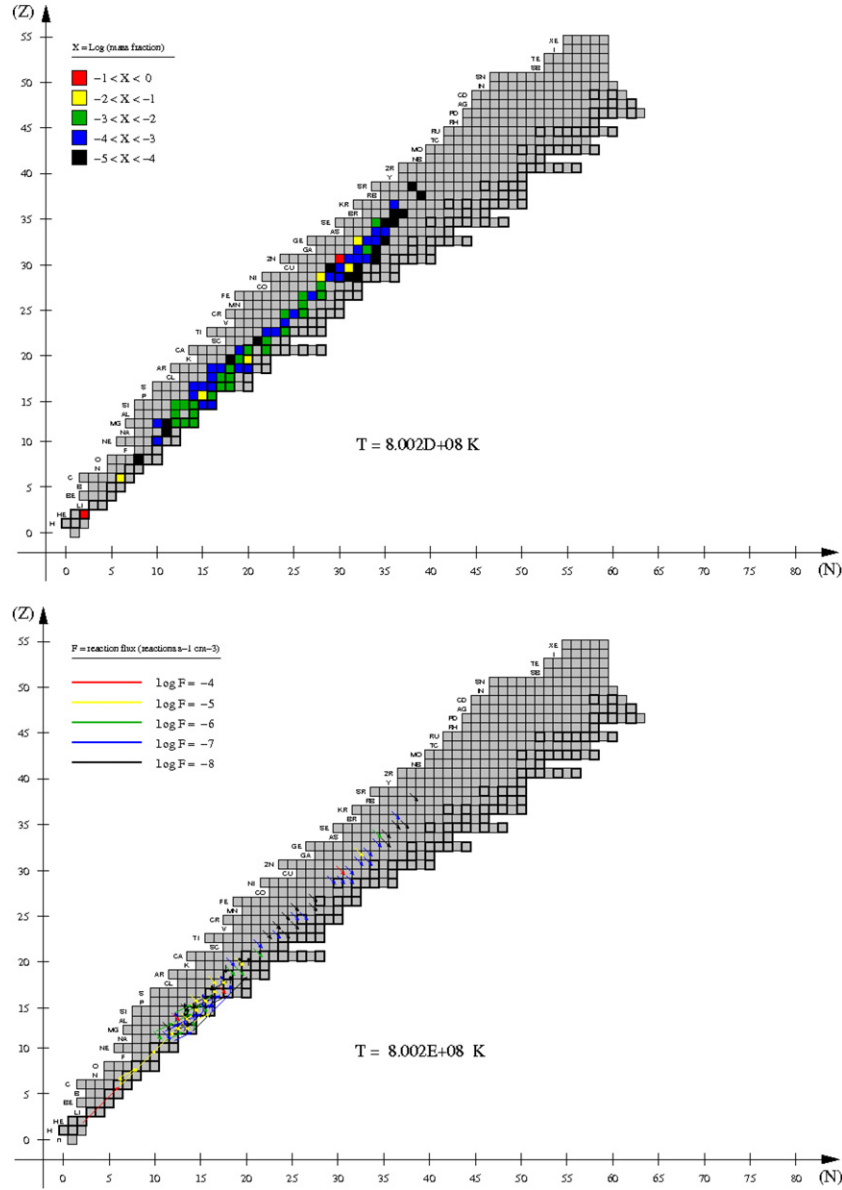 (Z)
X = Log (mass fraction)
−1 < X < 0
−2 < X < −1
−3 < X < −2
−4 < X < −3
−5 < X < −4
55
50
45
40
35
30
25
20
15
10
5
0
XE
I
TE
SB
SN
IN
CD
AG
PD
RH
RU
TC
MO
NB
ZR
Y
SR
RB
KR
BR
SE
AS
GE
GA
ZN
CU
NI
CO
FE
MN
CR
V
TI
SC
CA
K
AR
CL
S
P
SI
AL
MG
NA
NE
F
O
N
C
B
BE
LI
HE
H
T = 8.002D+08 K
0 5 10 15 20 25 30 35 40 45 50 55 60 65 70 75 80 (N)
(Z)
F = reaction flux (reactions s−1 cm−3)
log F = −4
log F = −5
log F = −6
log F = −7
log F = −8
55
50
45
40
35
30
25
20
15
10
5
0
XE
I
TE
SB
SN
IN
CD
AG
PD
RH
RU
TC
MO
NB
ZR
Y
SR
RB
KR
BR
SE
AS
GE
GA
ZN
CU
NI
CO
FE
MN
CR
V
TI
SC
CA
K
AR
CL
S
P
SI
AL
MG
NA
NE
F
O
N
C
B
BE
LI
HE
H
n
T = 8.002E+08 K
0 5 10 15 20 25 30 35 40 45 50 55 60 65 70 75 80 (N)